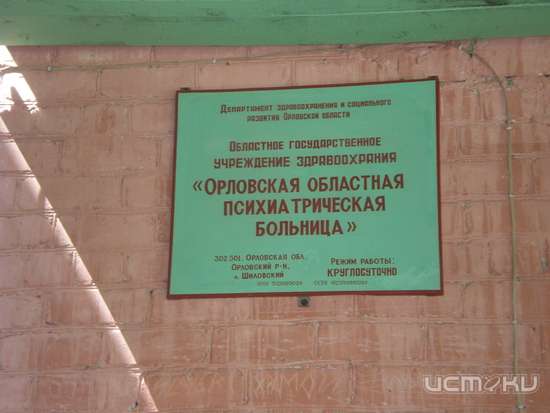 Департамент здравоохранения и социального
развития Орловской области
Областное государственное
учреждение здравоохрания
«Орловская областная
психиатрическая
больница»
302501, Орловская обл.
Орловский р-н,
д. Шиловский
Режим работы:
круглосуточно
истоки